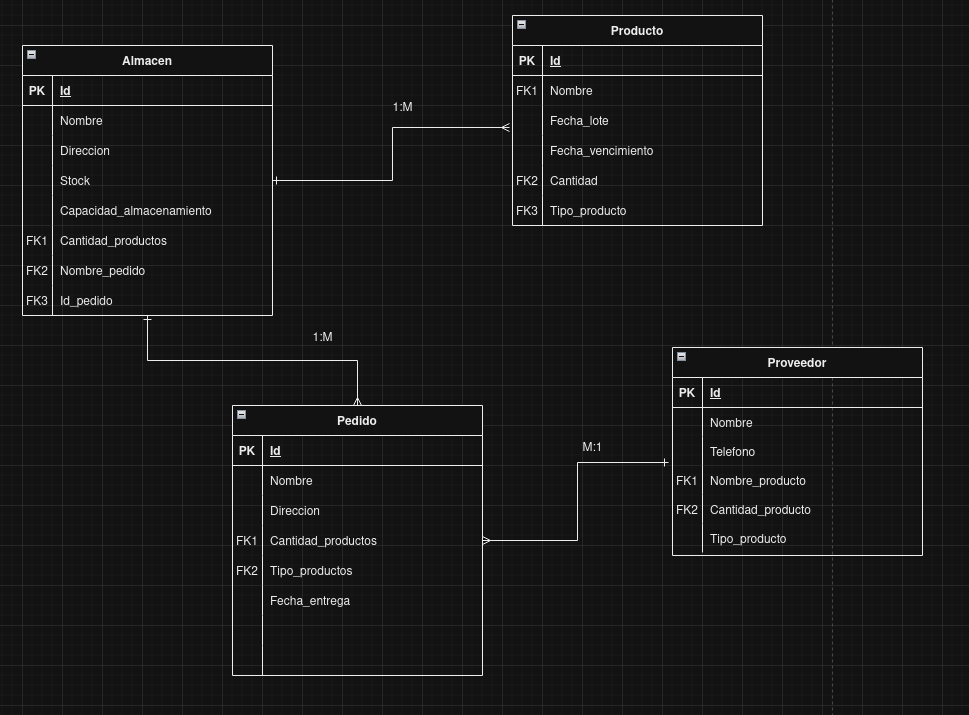 Almacen
PK Id
Nombre
Direccion
Stock
Capacidad_almacenamiento
FK1 Cantidad_productos
FK2 Nombre_pedido
FK3 Id_pedido
1:M
Producto
PK Id
FK1 Nombre
Fecha_lote
Fecha_vencimiento
FK2 Cantidad
FK3 Tipo_producto
1:M
Pedido
PK Id
Nombre
Direccion
FK1 Cantidad_productos
FK2 Tipo_productos
Fecha_entrega
M:1
Proveedor
PK Id
Nombre
Telefono
FK1 Nombre_producto
FK2 Cantidad_producto
Tipo_producto